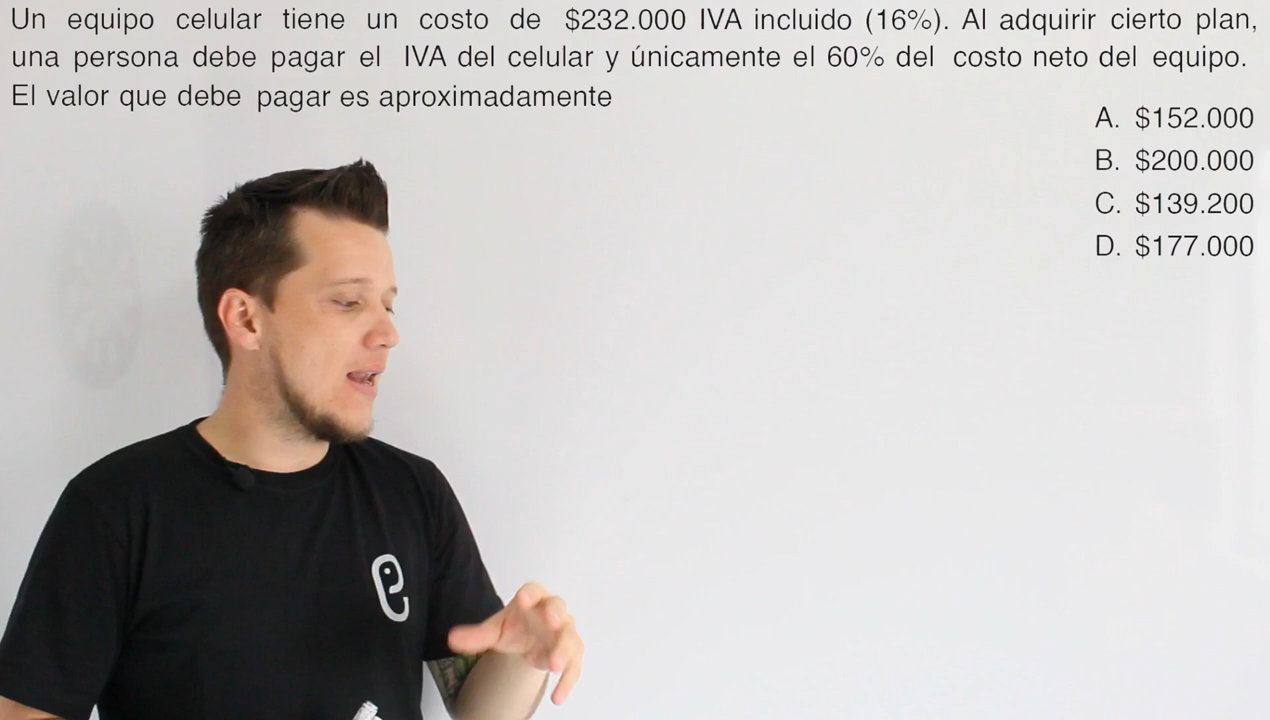 Un equipo celular tiene un costo de $232.000 IVA incluido (16%). Al adquirir cierto plan,
una persona debe pagar el IVA del celular y únicamente el 60% del costo neto del equipo.
El valor que debe pagar es aproximadamente
A. $152.000
B. $200.000
C. $139.200
D. $177.000